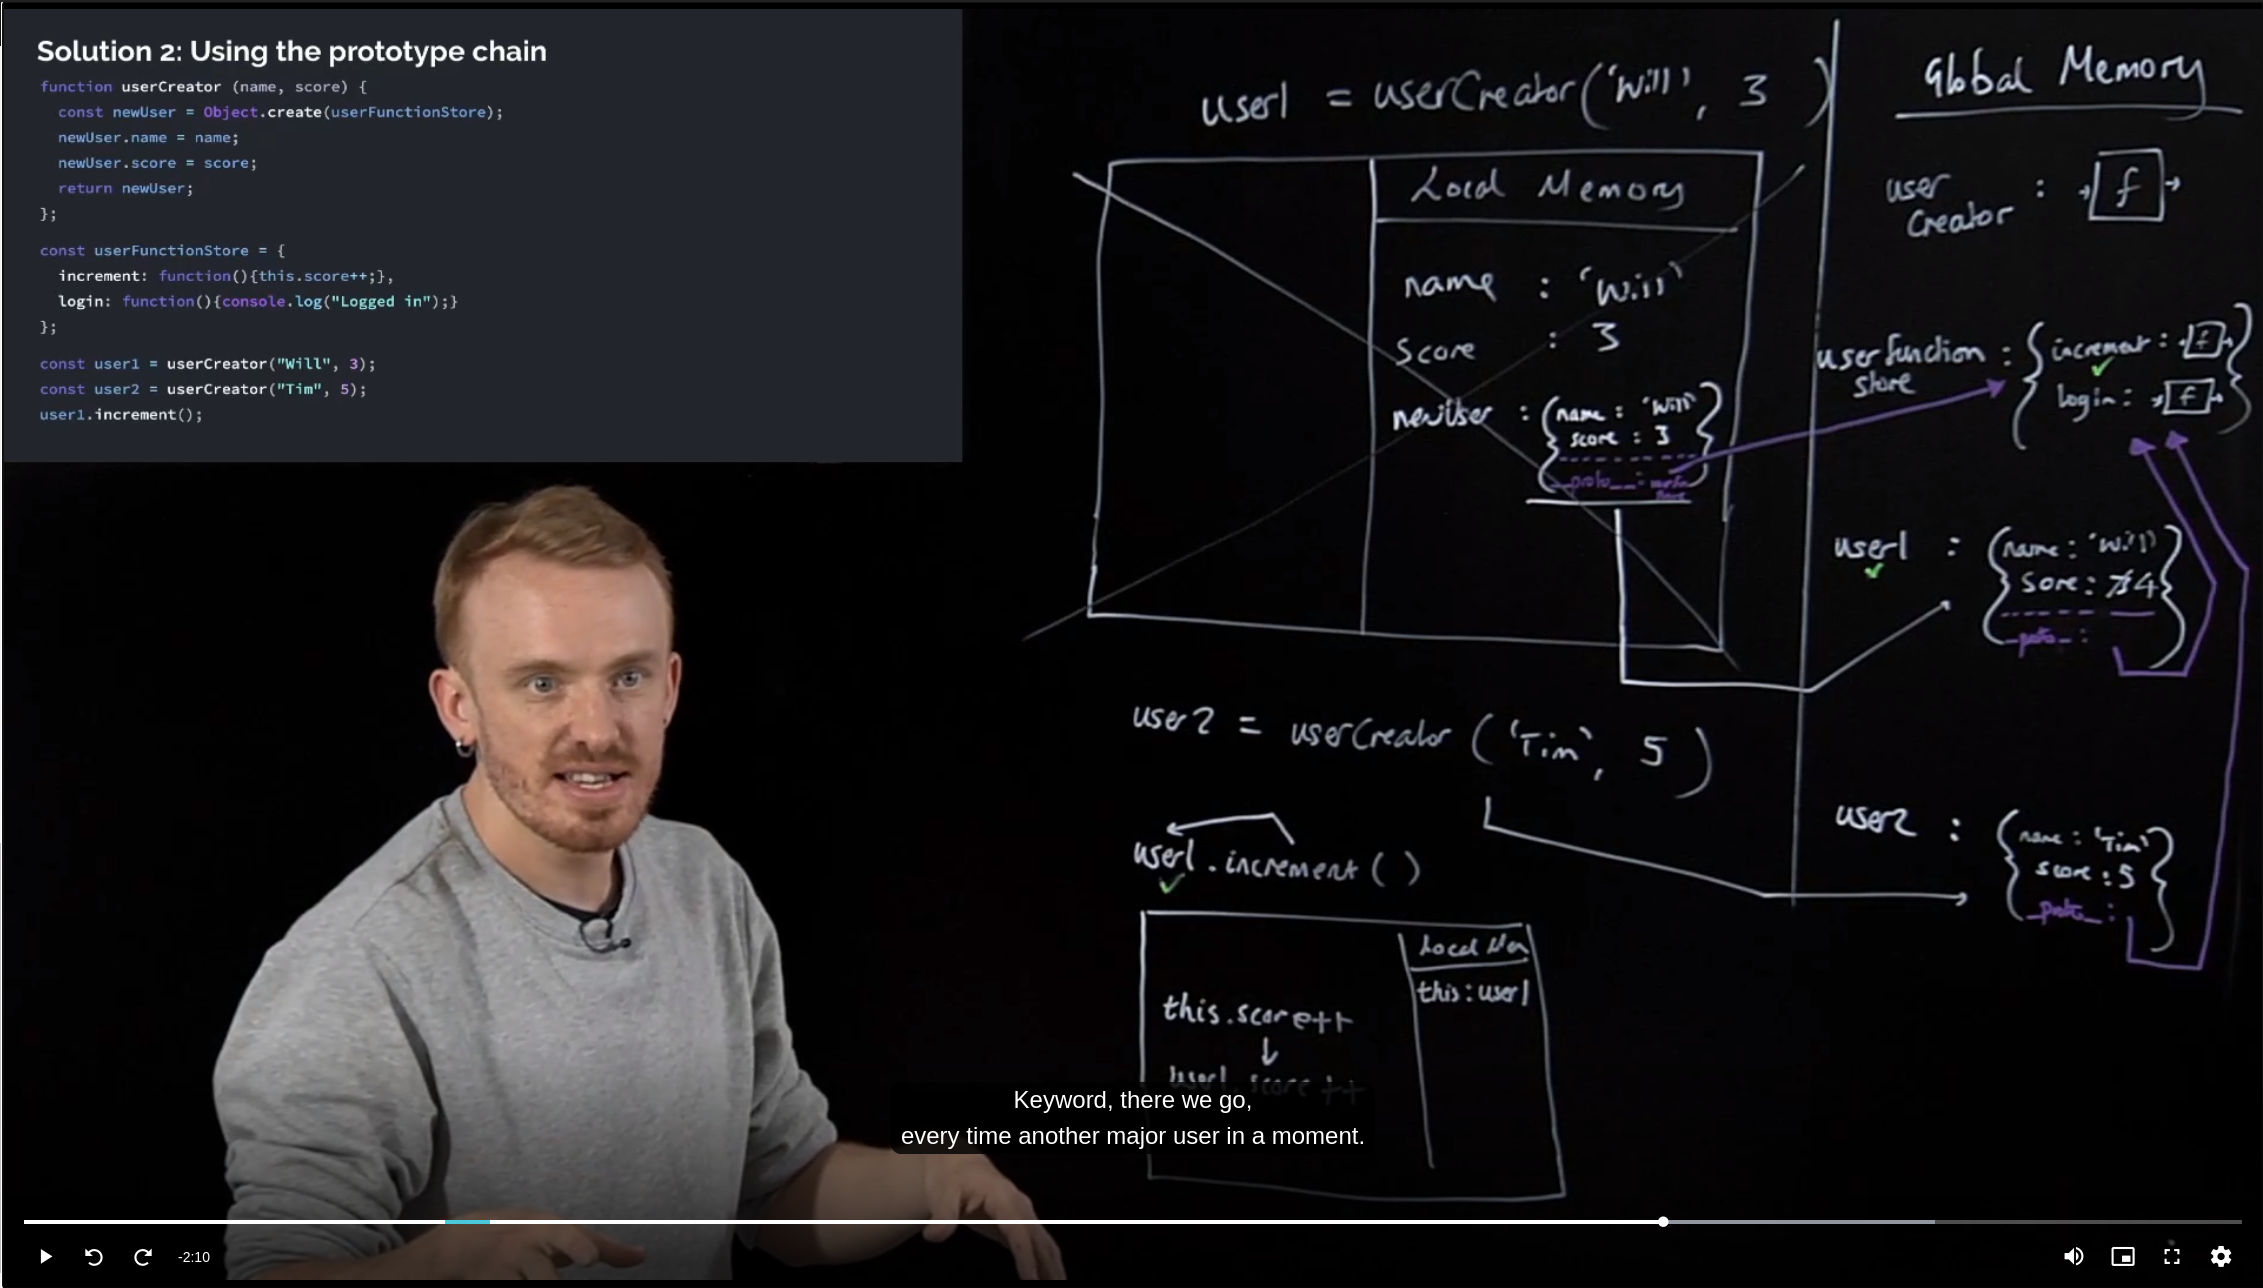 Solution 2: Using the prototype chain
function userCreator (name, score) {
const newUser = Object.create(userFunctionStore);
newUser.name = name;
newUser.score = score;
return newUser;
};
const userFunctionStore = {
increment: function(){this.score++;},
login: function(){console.log("Logged in");}
};
const user1 = userCreator("Will", 3);
const user2 = userCreator("Tim", 5);
user1.increment();
user1 = userCreator('Will', 3)
Local Memory
name : 'Will'
Score : 3
newUser : {name : 'Will'
score : 3
__proto__ :
user2 = userCreator ('Tim', 5)
user1.increment()
Local Mem
this : user1
this.score++
↓
user1.score++
Global Memory
user Creator : f
userfunction store : {increment : f
login : f}
user1 : {name : 'Will'
Score : 4}
__proto__ :
user2 : {name : 'Tim'
score : 5
__proto__ : }
Keyword, there we go,
every time another major user in a moment.
-2:10